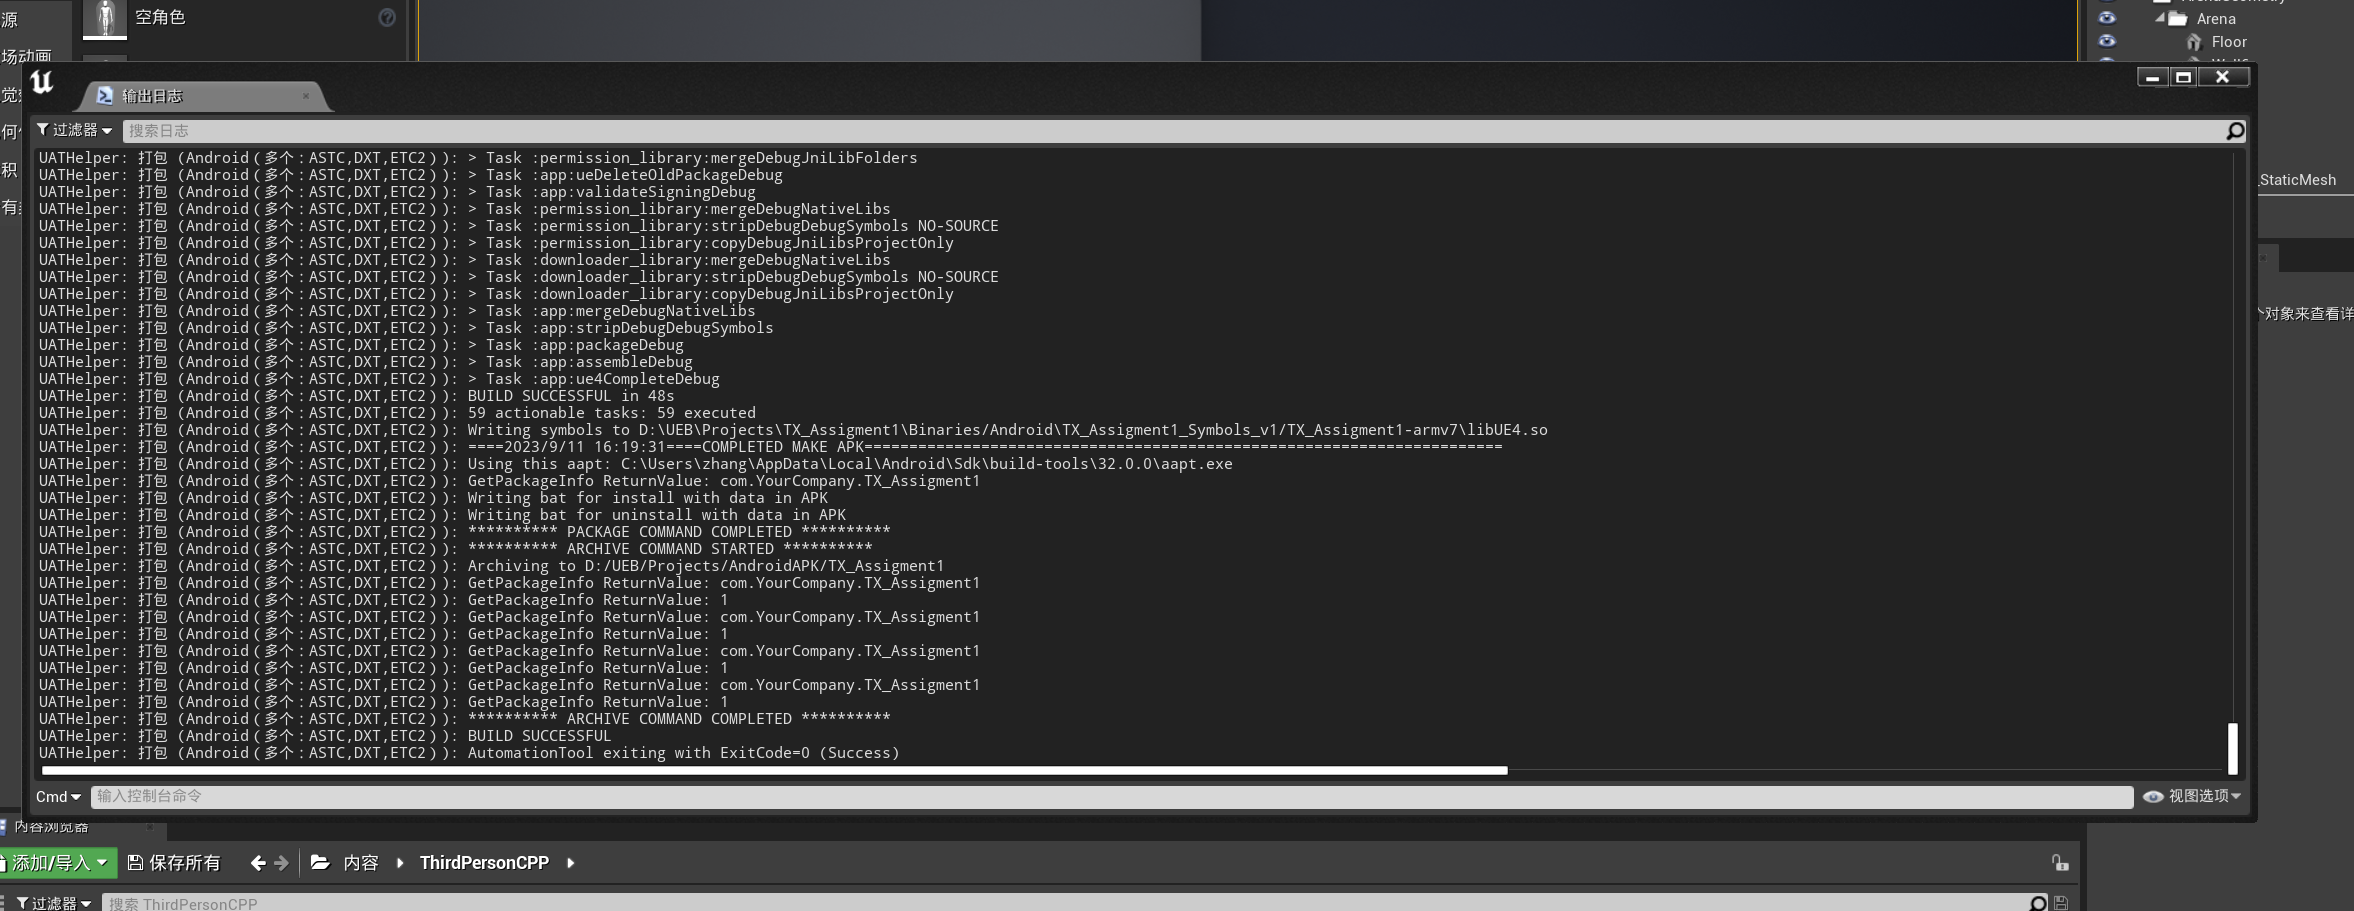 源
空角色
场动画
Arena
Floor
输出日志
过滤器
搜索日志
积
_StaticMesh
个对象来查看详
UATHelper: 打包 (Android（多个：ASTC,DXT,ETC2）): > Task :permission_library:mergeDebugJniLibFolders
UATHelper: 打包 (Android（多个：ASTC,DXT,ETC2）): > Task :app:ueDeleteOldPackageDebug
UATHelper: 打包 (Android（多个：ASTC,DXT,ETC2）): > Task :app:validateSigningDebug
UATHelper: 打包 (Android（多个：ASTC,DXT,ETC2）): > Task :permission_library:mergeDebugNativeLibs
UATHelper: 打包 (Android（多个：ASTC,DXT,ETC2）): > Task :permission_library:stripDebugDebugSymbols NO-SOURCE
UATHelper: 打包 (Android（多个：ASTC,DXT,ETC2）): > Task :permission_library:copyDebugJniLibsProjectOnly
UATHelper: 打包 (Android（多个：ASTC,DXT,ETC2）): > Task :downloader_library:mergeDebugNativeLibs
UATHelper: 打包 (Android（多个：ASTC,DXT,ETC2）): > Task :downloader_library:stripDebugDebugSymbols NO-SOURCE
UATHelper: 打包 (Android（多个：ASTC,DXT,ETC2）): > Task :downloader_library:copyDebugJniLibsProjectOnly
UATHelper: 打包 (Android（多个：ASTC,DXT,ETC2）): > Task :app:mergeDebugNativeLibs
UATHelper: 打包 (Android（多个：ASTC,DXT,ETC2）): > Task :app:stripDebugDebugSymbols
UATHelper: 打包 (Android（多个：ASTC,DXT,ETC2）): > Task :app:packageDebug
UATHelper: 打包 (Android（多个：ASTC,DXT,ETC2）): > Task :app:assembleDebug
UATHelper: 打包 (Android（多个：ASTC,DXT,ETC2）): > Task :app:ue4CompleteDebug
UATHelper: 打包 (Android（多个：ASTC,DXT,ETC2）): BUILD SUCCESSFUL in 48s
UATHelper: 打包 (Android（多个：ASTC,DXT,ETC2）): 59 actionable tasks: 59 executed
UATHelper: 打包 (Android（多个：ASTC,DXT,ETC2）): Writing symbols to D:\UEB\Projects\TX_Assigment1\Binaries/Android\TX_Assigment1_Symbols_v1/TX_Assigment1-armv7\libUE4.so
UATHelper: 打包 (Android（多个：ASTC,DXT,ETC2）): ====2023/9/11 16:19:31====COMPLETED MAKE APK=======================================================================
UATHelper: 打包 (Android（多个：ASTC,DXT,ETC2）): Using this aapt: C:\Users\zhang\AppData\Local\Android\Sdk\build-tools\32.0.0\aapt.exe
UATHelper: 打包 (Android（多个：ASTC,DXT,ETC2）): GetPackageInfo ReturnValue: com.YourCompany.TX_Assigment1
UATHelper: 打包 (Android（多个：ASTC,DXT,ETC2）): Writing bat for install with data in APK
UATHelper: 打包 (Android（多个：ASTC,DXT,ETC2）): Writing bat for uninstall with data in APK
UATHelper: 打包 (Android（多个：ASTC,DXT,ETC2）): ********** PACKAGE COMMAND COMPLETED **********
UATHelper: 打包 (Android（多个：ASTC,DXT,ETC2）): ********** ARCHIVE COMMAND STARTED **********
UATHelper: 打包 (Android（多个：ASTC,DXT,ETC2）): Archiving to D:/UEB/Projects/AndroidAPK/TX_Assigment1
UATHelper: 打包 (Android（多个：ASTC,DXT,ETC2）): GetPackageInfo ReturnValue: com.YourCompany.TX_Assigment1
UATHelper: 打包 (Android（多个：ASTC,DXT,ETC2）): GetPackageInfo ReturnValue: 1
UATHelper: 打包 (Android（多个：ASTC,DXT,ETC2）): GetPackageInfo ReturnValue: com.YourCompany.TX_Assigment1
UATHelper: 打包 (Android（多个：ASTC,DXT,ETC2）): GetPackageInfo ReturnValue: 1
UATHelper: 打包 (Android（多个：ASTC,DXT,ETC2）): GetPackageInfo ReturnValue: com.YourCompany.TX_Assigment1
UATHelper: 打包 (Android（多个：ASTC,DXT,ETC2）): GetPackageInfo ReturnValue: 1
UATHelper: 打包 (Android（多个：ASTC,DXT,ETC2）): GetPackageInfo ReturnValue: com.YourCompany.TX_Assigment1
UATHelper: 打包 (Android（多个：ASTC,DXT,ETC2）): GetPackageInfo ReturnValue: 1
UATHelper: 打包 (Android（多个：ASTC,DXT,ETC2）): ********** ARCHIVE COMMAND COMPLETED **********
UATHelper: 打包 (Android（多个：ASTC,DXT,ETC2）): BUILD SUCCESSFUL
UATHelper: 打包 (Android（多个：ASTC,DXT,ETC2）): AutomationTool exiting with ExitCode=0 (Success)
Cmd 输入控制台命令 视图选项
内容浏览器
添加/导入 保存所有 内容 ThirdPersonCPP
过滤器 搜索 ThirdPersonCPP